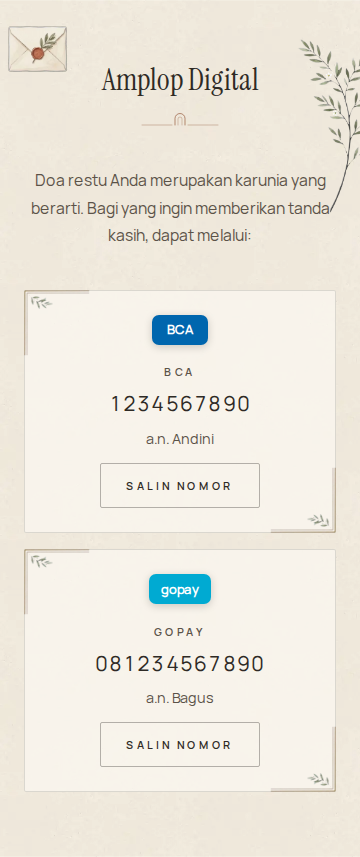 Amplop Digital
Doa restu Anda merupakan karunia yang
berarti. Bagi yang ingin memberikan tanda
kasih, dapat melalui:
BCA
BCA
1234567890
a.n. Andini
SALIN NOMOR
gopay
GOPAY
081234567890
a.n. Bagus
SALIN NOMOR